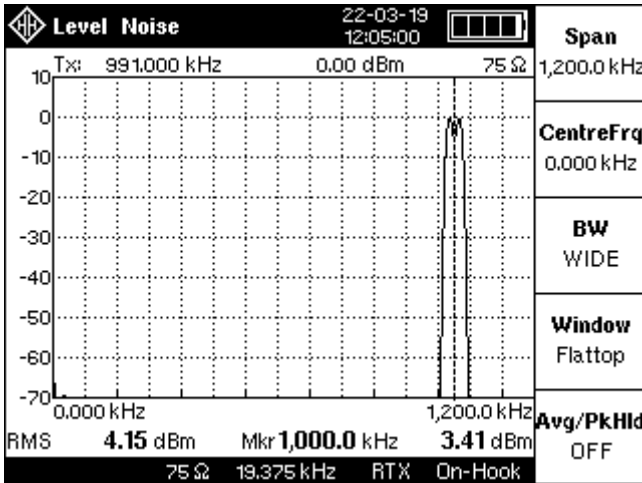 Level Noise
22-03-19
12:05:00
Tx: 991.000 kHz 0.00 dBm 75 Ω
10
0
-10
-20
-30
-40
-50
-60
-70
0.000 kHz 1,200.0 kHz
RMS 4.15 dBm Mkr 1,000.0 kHz 3.41 dBm
75 Ω 19.375 kHz RTX On-Hook
Span
1,200.0 kHz
CentreFrq
0.000 kHz
BW
WIDE
Window
Flattop
Avg/PkHld
OFF